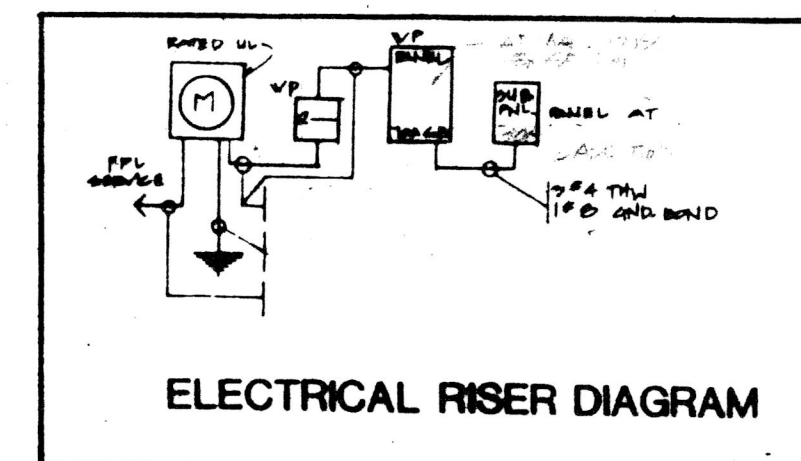 RATED UL
M
WP
WP
PANEL
SUB
PNL
PANEL AT
FPL
SERVICE
3#4 THW
1#8 GND. BOND
ELECTRICAL RISER DIAGRAM